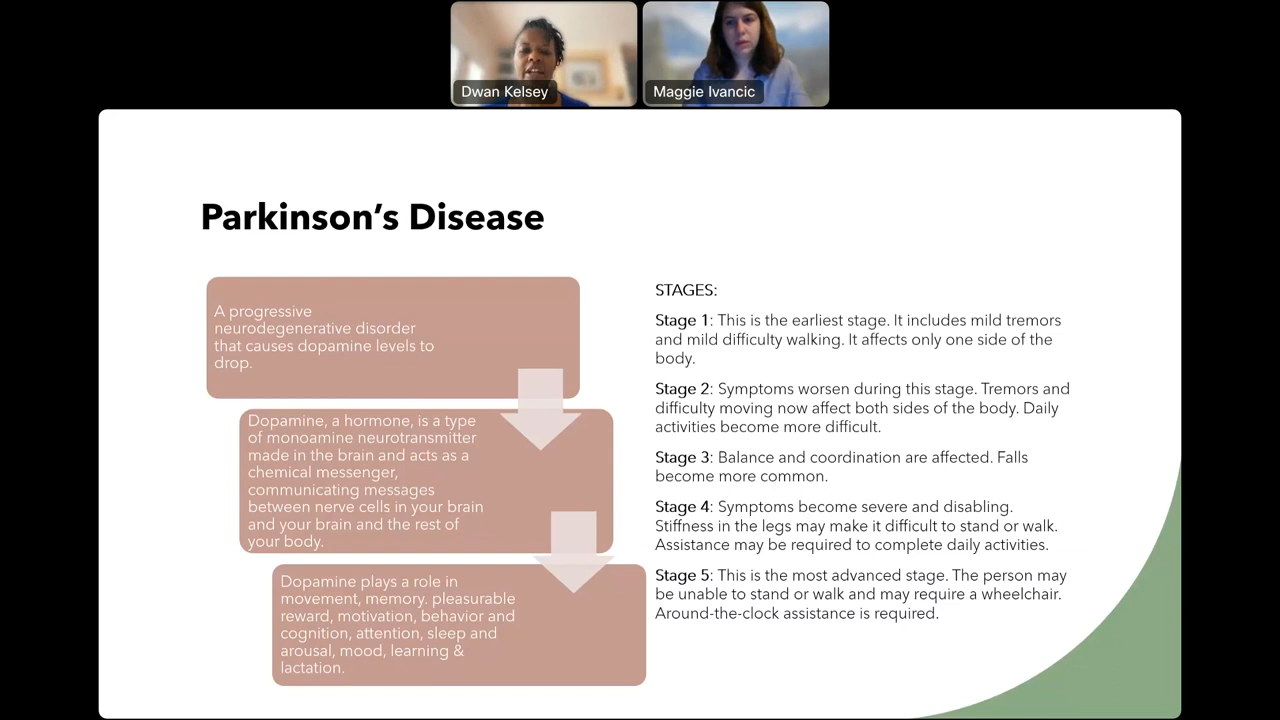 Dwan Kelsey
Maggie Ivancic
Parkinson’s Disease
A progressive
neurodegenerative disorder
that causes dopamine levels to
drop.
Dopamine, a hormone, is a type
of monoamine neurotransmitter
made in the brain and acts as a
chemical messenger,
communicating messages
between nerve cells in your brain
and your brain and the rest of
your body.
Dopamine plays a role in
movement, memory. pleasurable
reward, motivation, behavior and
cognition, attention, sleep and
arousal, mood, learning &
lactation.
STAGES:
Stage 1: This is the earliest stage. It includes mild tremors
and mild difficulty walking. It affects only one side of the
body.
Stage 2: Symptoms worsen during this stage. Tremors and
difficulty moving now affect both sides of the body. Daily
activities become more difficult.
Stage 3: Balance and coordination are affected. Falls
become more common.
Stage 4: Symptoms become severe and disabling.
Stiffness in the legs may make it difficult to stand or walk.
Assistance may be required to complete daily activities.
Stage 5: This is the most advanced stage. The person may
be unable to stand or walk and may require a wheelchair.
Around-the-clock assistance is required.